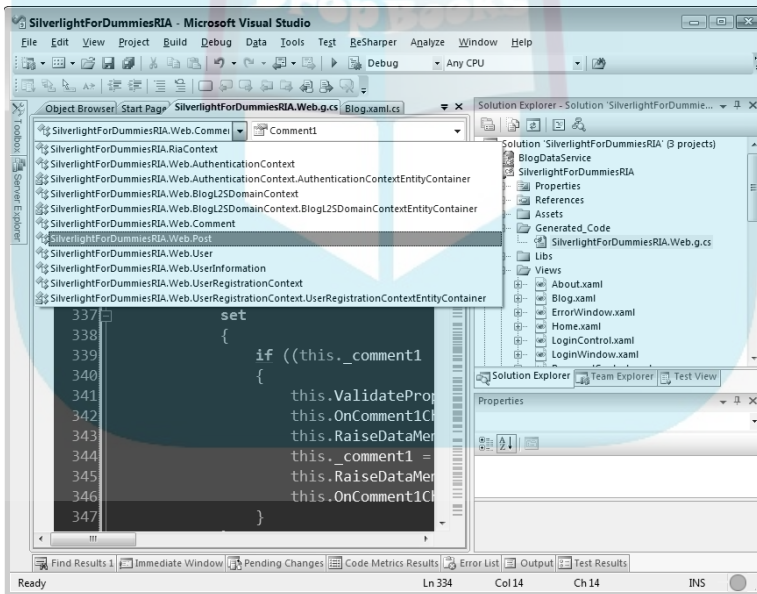 Drop Books
SilverlightForDummiesRIA - Microsoft Visual Studio
File Edit View Project Build Debug Data Tools Test ReSharper Analyze Window Help
Debug Any CPU
Toolbox
Server Explorer
Object Browser Start Page SilverlightForDummiesRIA.Web.g.cs Blog.xaml.cs
SilverlightForDummiesRIA.Web.Commer Comment1
SilverlightForDummiesRIA.RiaContext
SilverlightForDummiesRIA.Web.AuthenticationContext
SilverlightForDummiesRIA.Web.AuthenticationContext.AuthenticationContextEntityContainer
SilverlightForDummiesRIA.Web.BlogL2SDomainContext
SilverlightForDummiesRIA.Web.BlogL2SDomainContext.BlogL2SDomainContextEntityContainer
SilverlightForDummiesRIA.Web.Comment
SilverlightForDummiesRIA.Web.Post
SilverlightForDummiesRIA.Web.User
SilverlightForDummiesRIA.Web.UserInformation
SilverlightForDummiesRIA.Web.UserRegistrationContext
SilverlightForDummiesRIA.Web.UserRegistrationContext.UserRegistrationContextEntityContainer
337 set
338 {
339 if ((this._comment1
340 {
341 this.ValidateProp
342 this.OnComment1Ch
343 this.RaiseDataMem
344 this._comment1 =
345 this.RaiseDataMem
346 this.OnComment1Ch
347 }
Solution Explorer - Solution 'SilverlightForDummie...
Solution 'SilverlightForDummiesRIA' (3 projects)
BlogDataService
SilverlightForDummiesRIA
Properties
References
Assets
Generated_Code
SilverlightForDummiesRIA.Web.g.cs
Libs
Views
About.xaml
Blog.xaml
ErrorWindow.xaml
Home.xaml
LoginControl.xaml
LoginWindow.xaml
Solution Explorer Team Explorer Test View
Properties
Find Results 1 Immediate Window Pending Changes Code Metrics Results Error List Output Test Results
Ready Ln 334 Col 14 Ch 14 INS